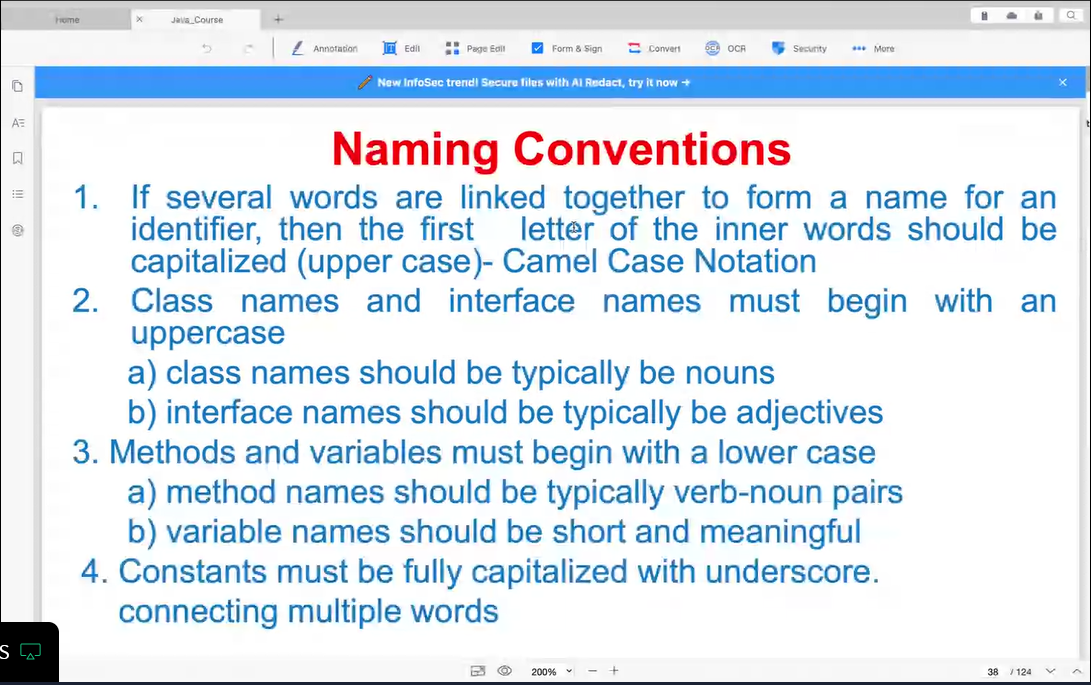 Home
Java_Course
Annotation
Edit
Page Edit
Form & Sign
Convert
OCR
OCR
Security
More
New InfoSec trend! Secure files with AI Redact, try it now →
Naming Conventions
1. If several words are linked together to form a name for an
identifier, then the first letter of the inner words should be
capitalized (upper case)- Camel Case Notation
2. Class names and interface names must begin with an
uppercase
a) class names should be typically be nouns
b) interface names should be typically be adjectives
3. Methods and variables must begin with a lower case
a) method names should be typically verb-noun pairs
b) variable names should be short and meaningful
4. Constants must be fully capitalized with underscore.
connecting multiple words
S
200%
38 / 124